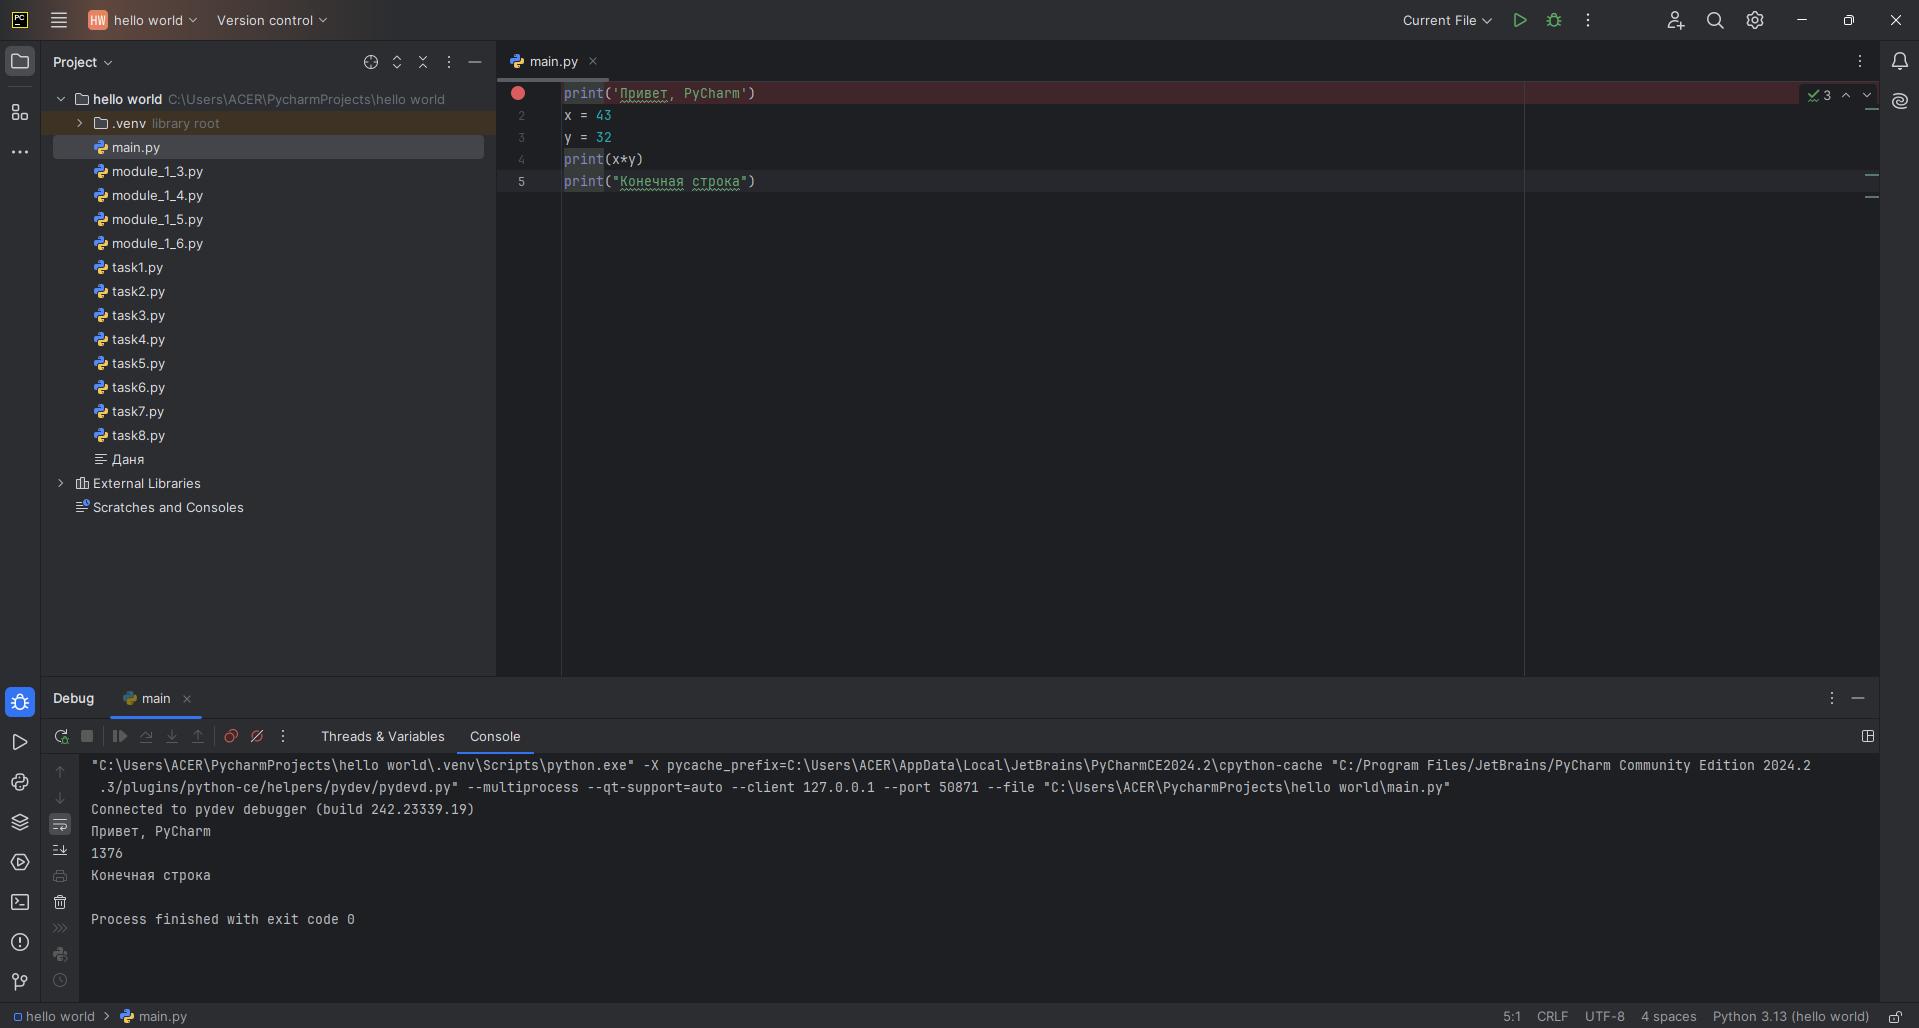 PC HW hello world Version control Current File
Project
main.py
hello world C:\Users\ACER\PycharmProjects\hello world
.venv library root
main.py
module_1_3.py
module_1_4.py
module_1_5.py
module_1_6.py
task1.py
task2.py
task3.py
task4.py
task5.py
task6.py
task7.py
task8.py
Даня
External Libraries
Scratches and Consoles
print('Привет, PyCharm')
3
2 x = 43
3 y = 32
4 print(x*y)
5 print("Конечная строка")
Debug main
Threads & Variables Console
"C:\Users\ACER\PycharmProjects\hello world\.venv\Scripts\python.exe" -X pycache_prefix=C:\Users\ACER\AppData\Local\JetBrains\PyCharmCE2024.2\cpython-cache "C:/Program Files/JetBrains/PyCharm Community Edition 2024.2
.3/plugins/python-ce/helpers/pydev/pydevd.py" --multiprocess --qt-support=auto --client 127.0.0.1 --port 50871 --file "C:\Users\ACER\PycharmProjects\hello world\main.py"
Connected to pydev debugger (build 242.23339.19)
Привет, PyCharm
1376
Конечная строка
Process finished with exit code 0
hello world main.py 5:1 CRLF UTF-8 4 spaces Python 3.13 (hello world)